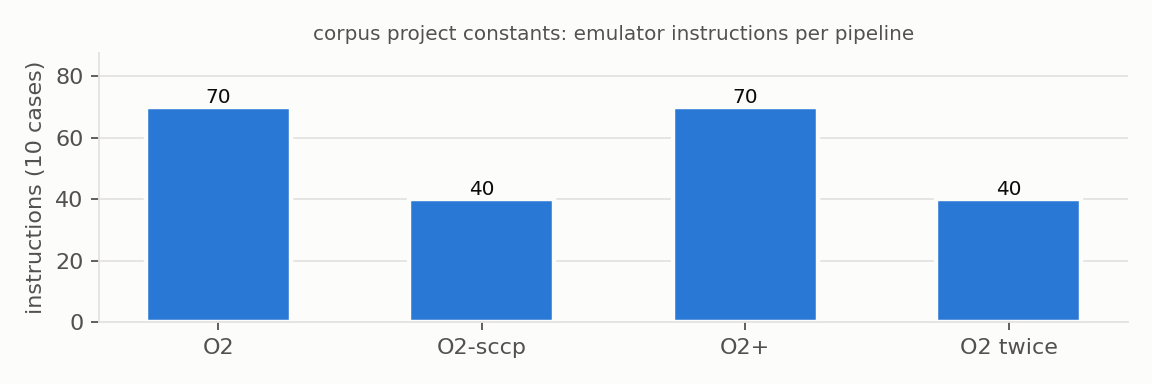 corpus project constants: emulator instructions per pipeline
instructions (10 cases)
80
60
40
20
0
70
40
70
40
O2
O2-sccp
O2+
O2 twice